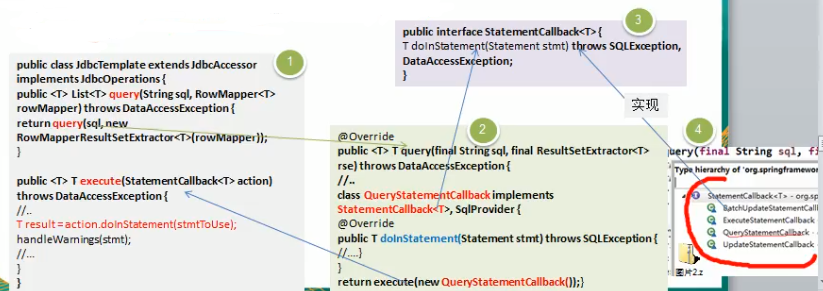 1
public class JdbcTemplate extends JdbcAccessor
implements JdbcOperations {
public <T> List<T> query(String sql, RowMapper<T>
rowMapper) throws DataAccessException {
return query(sql, new
RowMapperResultSetExtractor<T>(rowMapper));
}
public <T> T execute(StatementCallback<T> action)
throws DataAccessException {
//..
T result = action.doInStatement(stmtToUse);
handleWarnings(stmt);
//...
}
}
2
@Override
public <T> T query(final String sql, final ResultSetExtractor<T>
rse) throws DataAccessException {
//..
class QueryStatementCallback implements
StatementCallback<T>, SqlProvider {
@Override
public T doInStatement(Statement stmt) throws SQLException {
//....}
}
return execute(new QueryStatementCallback());}
3
public interface StatementCallback<T> {
T doInStatement(Statement stmt) throws SQLException,
DataAccessException;
}
实现
4
query(final String sql, fi
Type hierarchy of 'org.springframewor
StatementCallback<T> - org.sp
BatchUpdateStatementCall
ExecuteStatementCallback
QueryStatementCallback -
UpdateStatementCallback
图片2.z